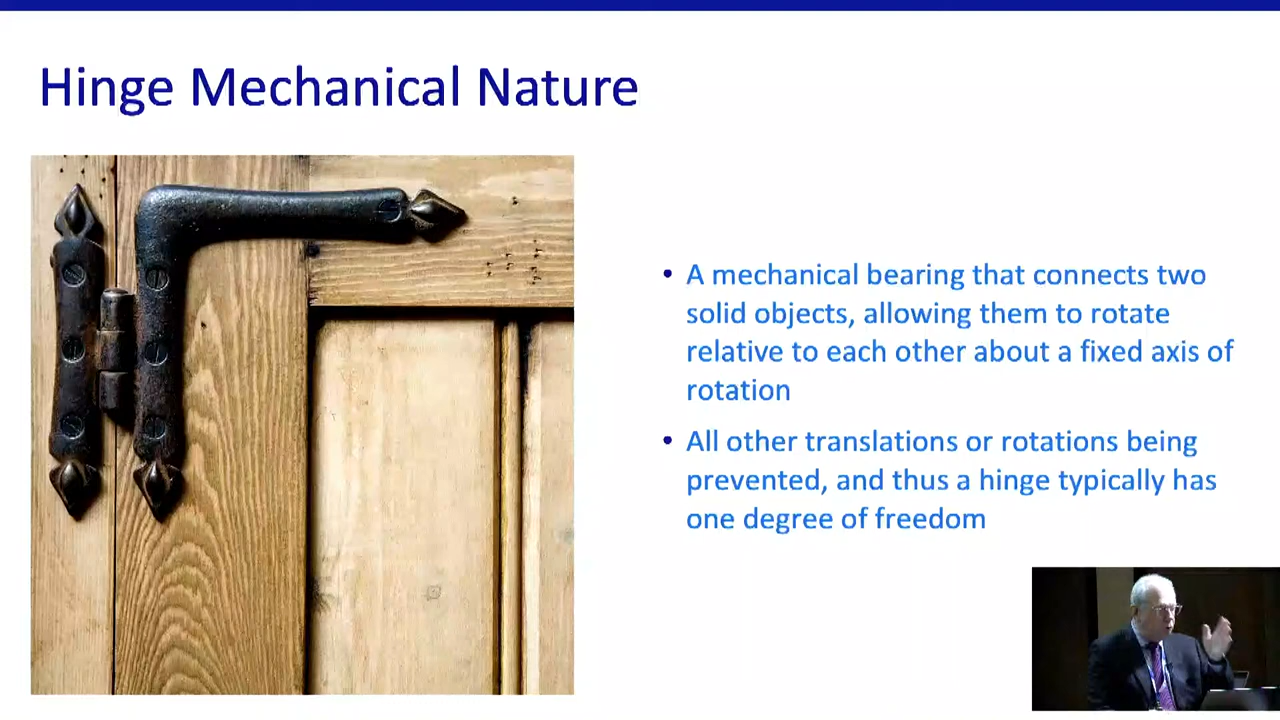 Hinge Mechanical Nature
• A mechanical bearing that connects two
solid objects, allowing them to rotate
relative to each other about a fixed axis of
rotation
• All other translations or rotations being
prevented, and thus a hinge typically has
one degree of freedom